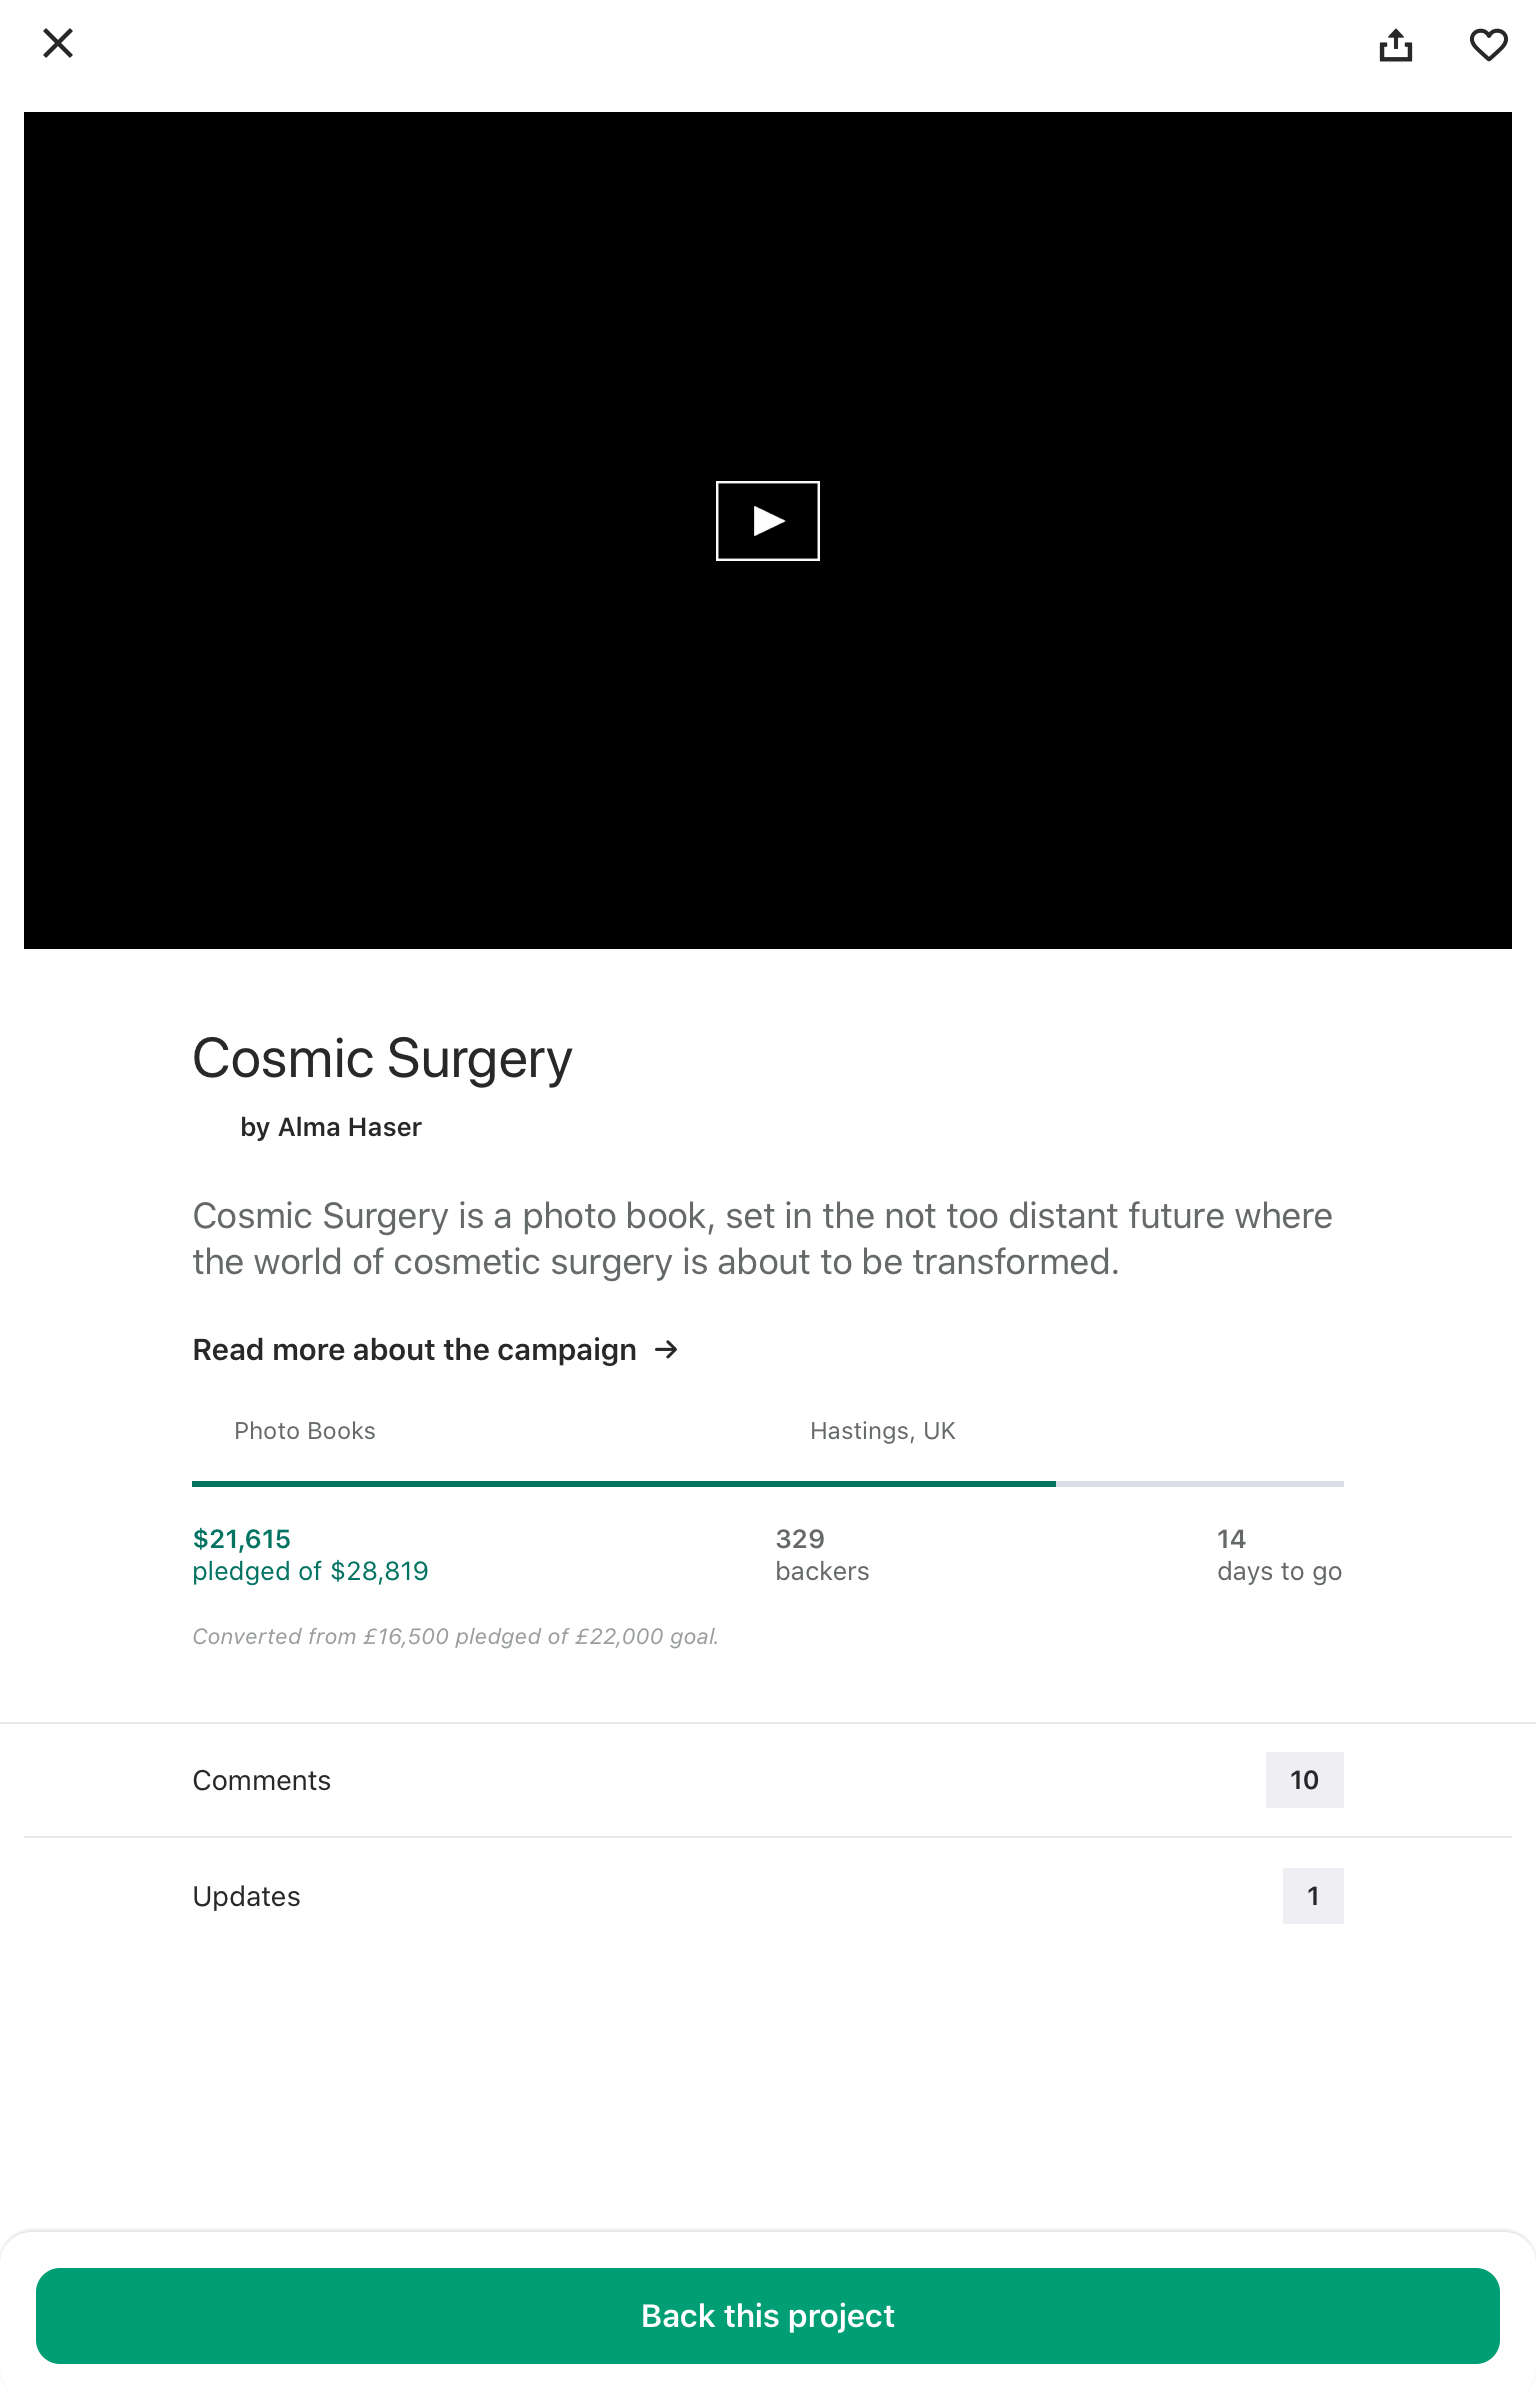 Cosmic Surgery
by Alma Haser
Cosmic Surgery is a photo book, set in the not too distant future where
the world of cosmetic surgery is about to be transformed.
Read more about the campaign
Photo Books
Hastings, UK
$21,615
pledged of $28,819
329
backers
14
days to go
Converted from £16,500 pledged of £22,000 goal.
Comments
10
Updates
1
Back this project